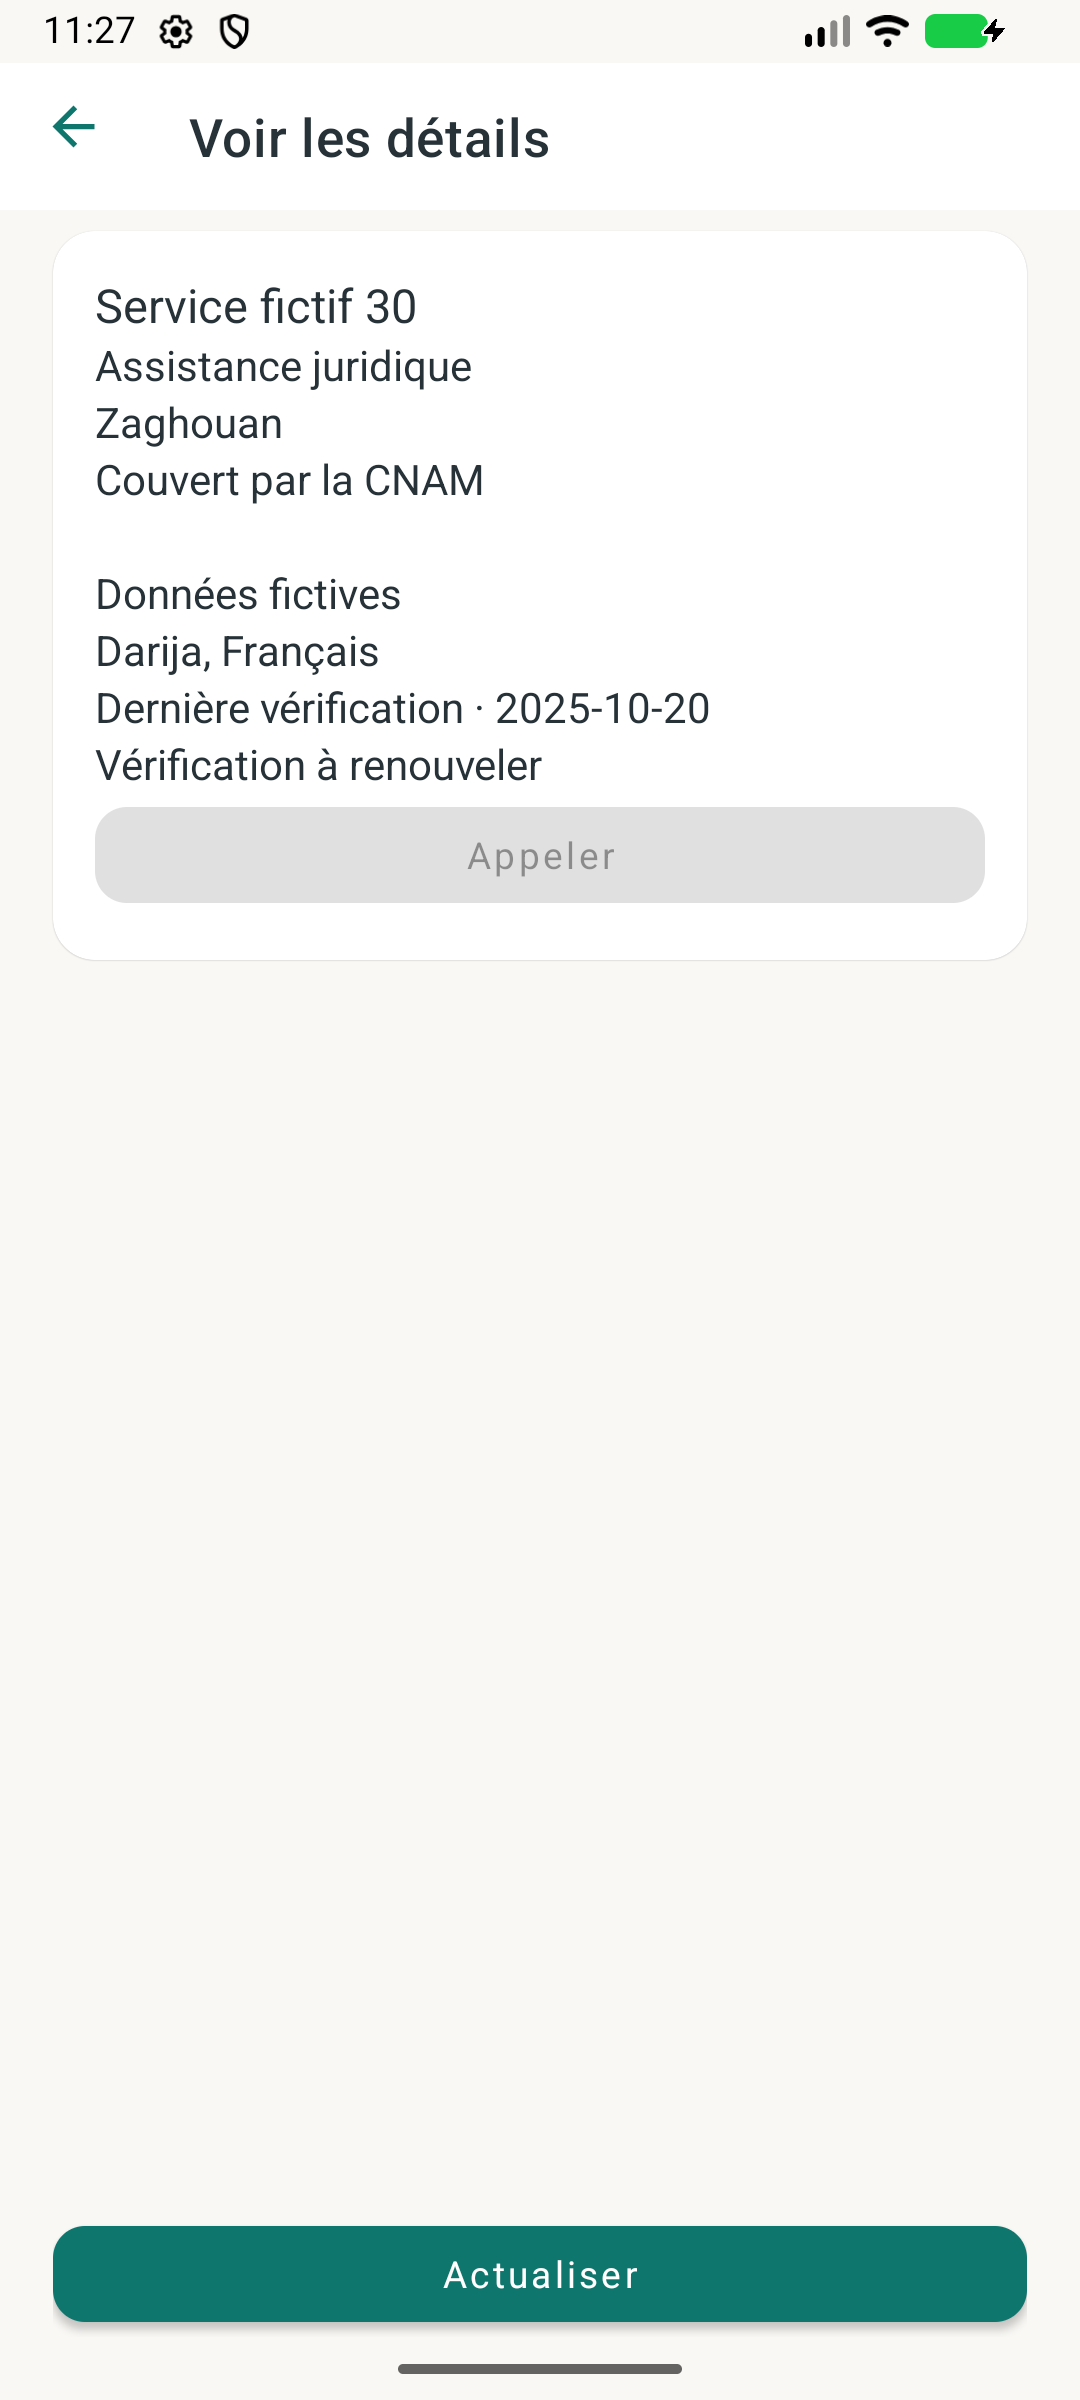 11:27
Voir les détails
Service fictif 30
Assistance juridique
Zaghouan
Couvert par la CNAM
Données fictives
Darija, Français
Dernière vérification · 2025-10-20
Vérification à renouveler
Appeler
Actualiser